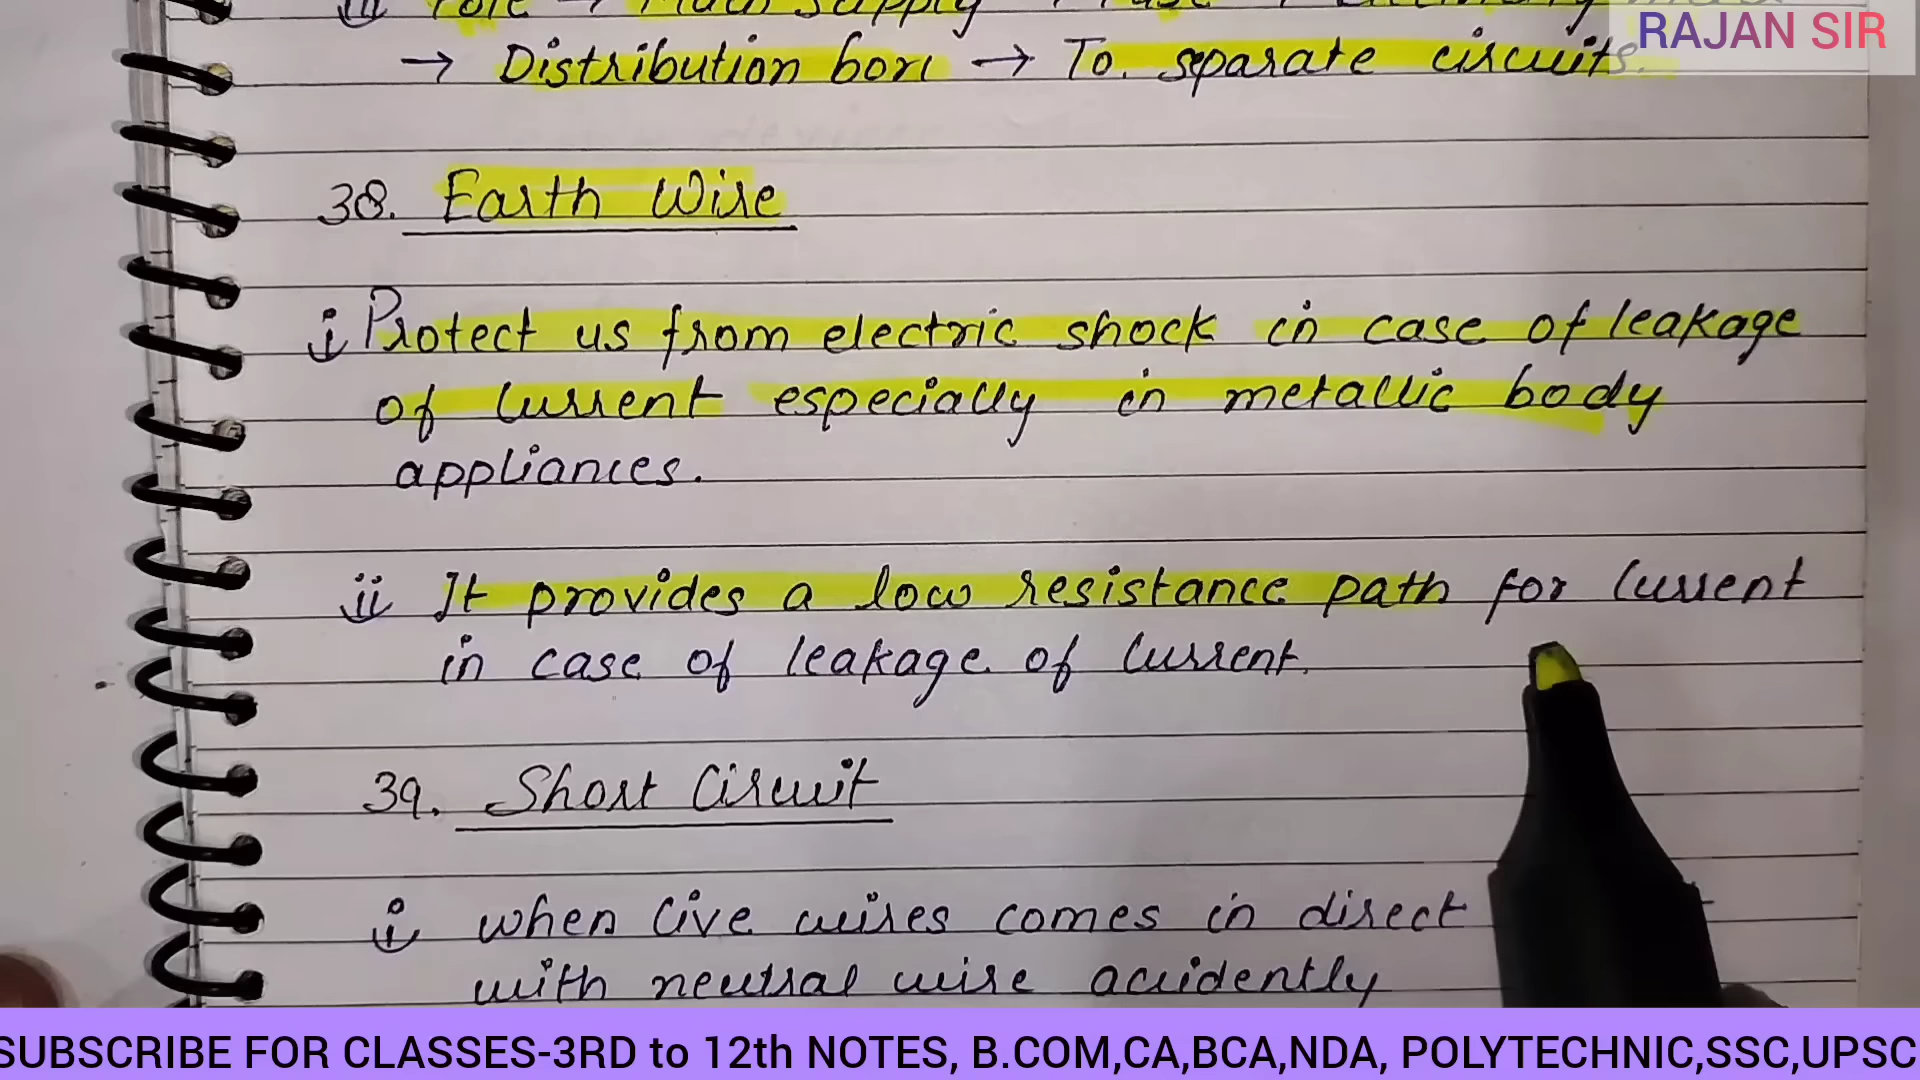 RAJAN SIR
→ Distribution box → To separate circuits.
38. Earth Wire
i Protect us from electric shock in case of leakage
of current especially in metallic body
appliances.
ii It provides a low resistance path for current
in case of leakage of current.
39. Short Circuit
i when live wires comes in direct
with neutral wire accidently
SUBSCRIBE FOR CLASSES-3RD to 12th NOTES, B.COM,CA,BCA,NDA, POLYTECHNIC,SSC,UPSC